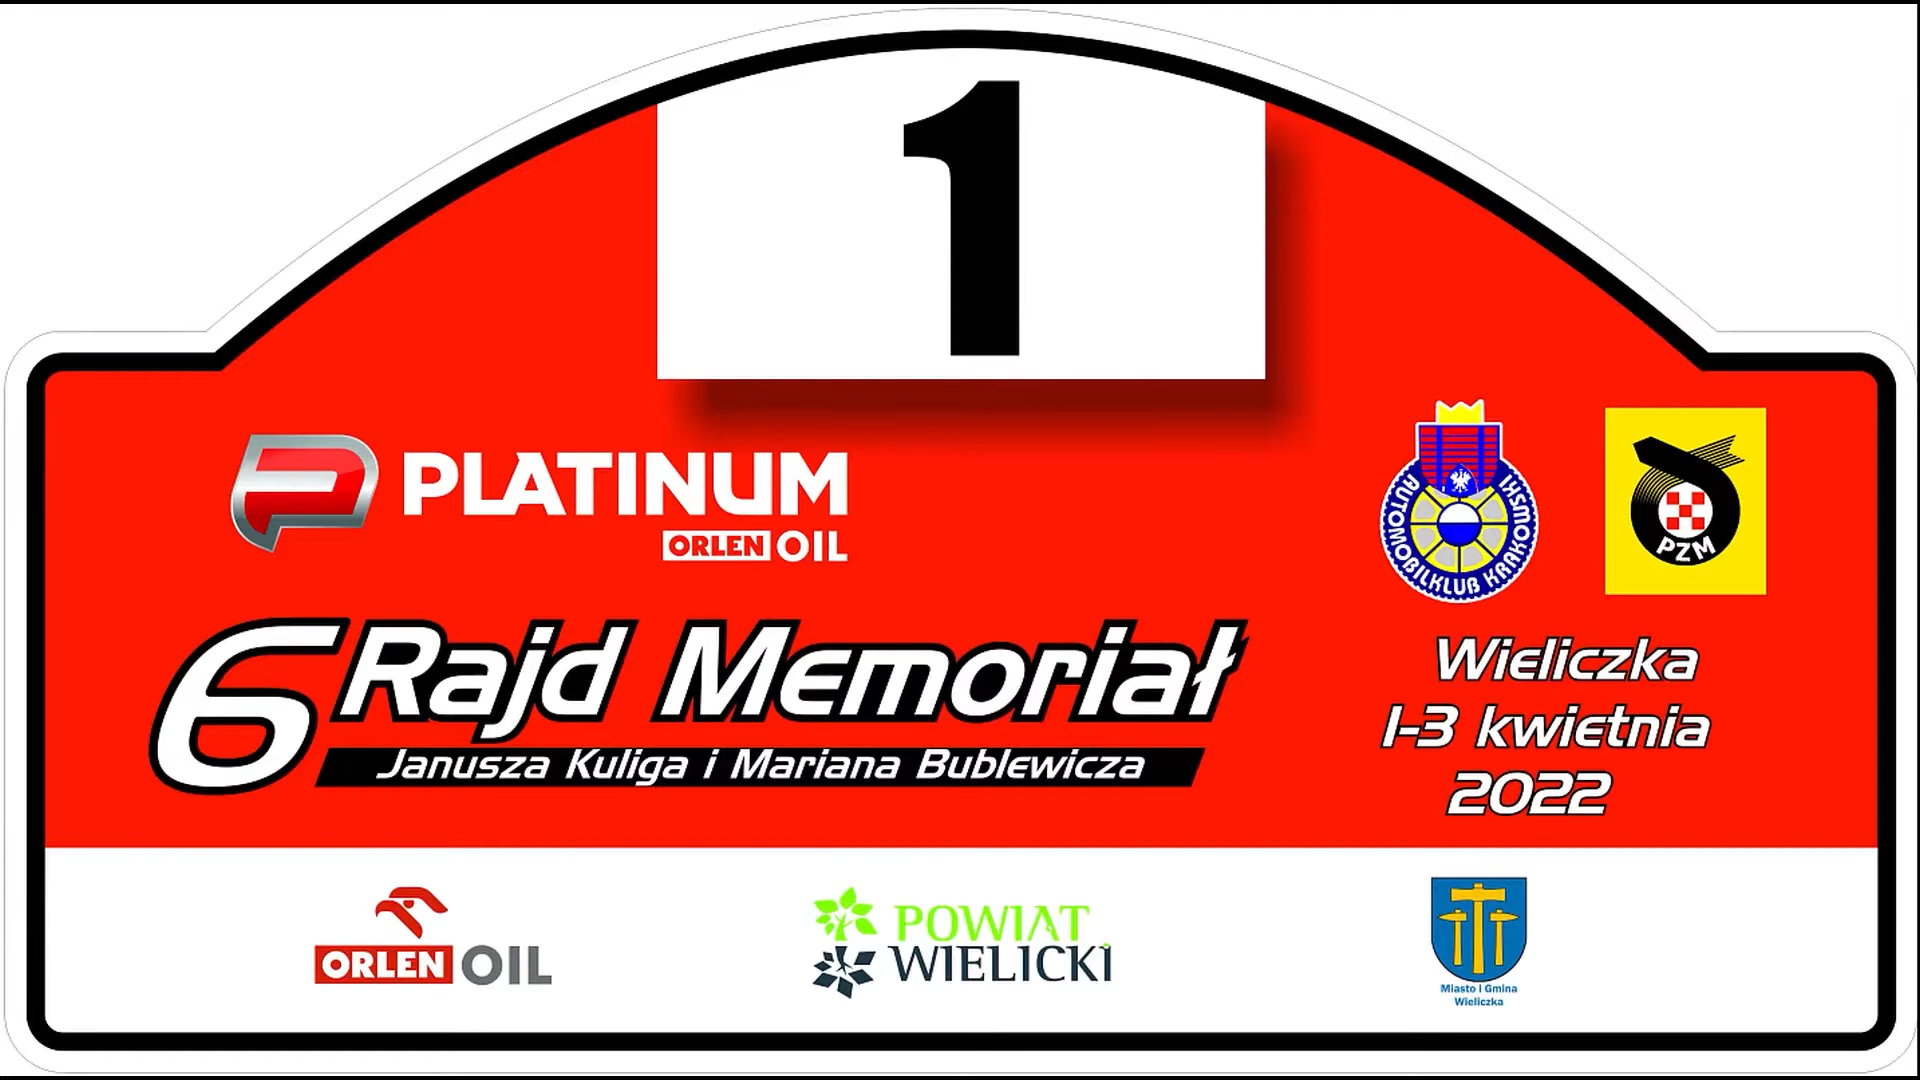 1
PLATINUM
ORLEN OIL
AUTOMOBILKLUB KRAKOWSKI
PZM
6 Rajd Memoriał
Janusza Kuliga i Mariana Bublewicza
Wieliczka
1-3 kwietnia
2022
ORLEN OIL
POWIAT
WIELICKI
Miasto i Gmina
Wieliczka